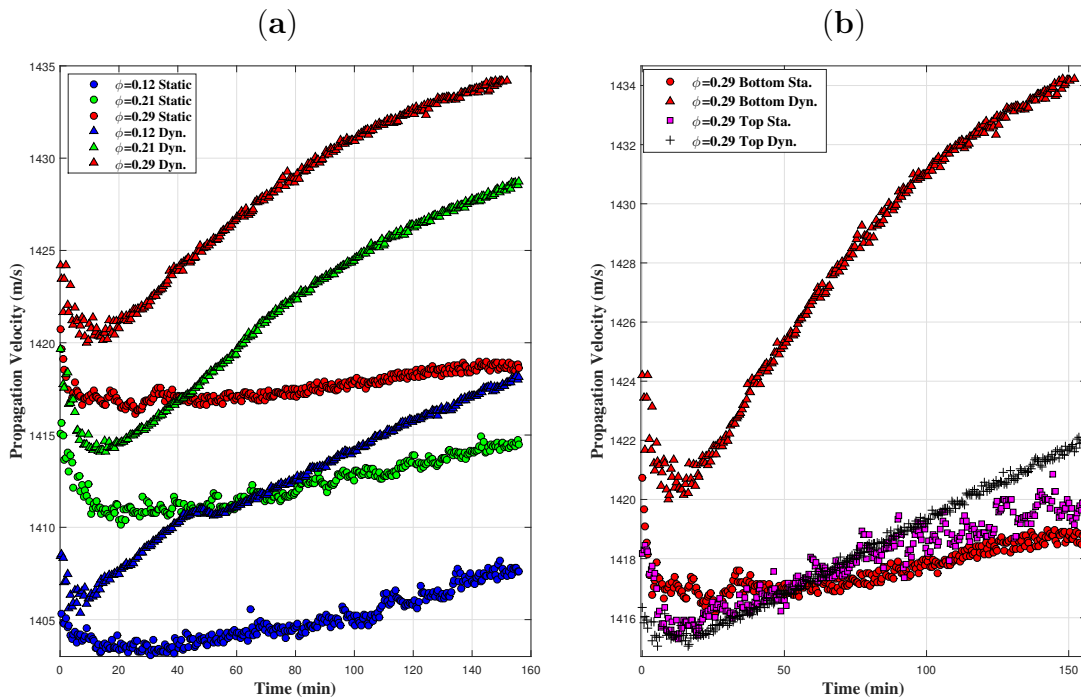 (a)
1435
1430
1425
1420
1415
1410
1405
Propagation Velocity (m/s)
ϕ=0.12 Static
ϕ=0.21 Static
ϕ=0.29 Static
ϕ=0.12 Dyn.
ϕ=0.21 Dyn.
ϕ=0.29 Dyn.
0 20 40 60 80 100 120 140 160
Time (min)
(b)
1434
1432
1430
1428
1426
1424
1422
1420
1418
1416
Propagation Velocity (m/s)
ϕ=0.29 Bottom Sta.
ϕ=0.29 Bottom Dyn.
ϕ=0.29 Top Sta.
ϕ=0.29 Top Dyn.
0 50 100 150
Time (min)